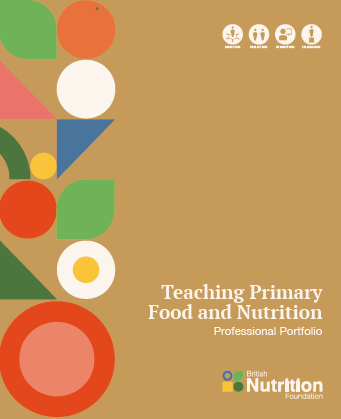 Teaching Primary
Food and Nutrition
Professional Portfolio
British
Nutrition
Foundation